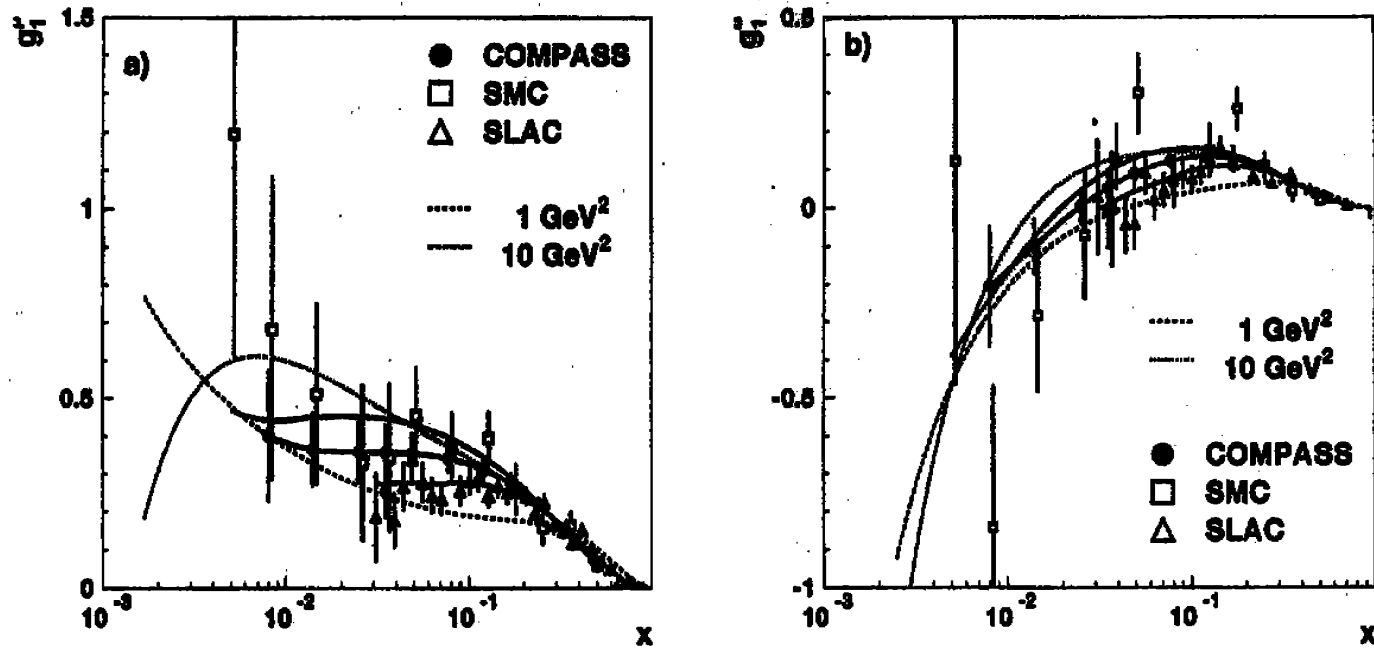 1.5
1
0.5
0
10-3
10-2
10-1
x
a)
COMPASS
SMC
SLAC
1 GeV2
10 GeV2
0.5
0
-0.5
-1
10-3
10-2
10-1
x
b)
1 GeV2
10 GeV2
COMPASS
SMC
SLAC